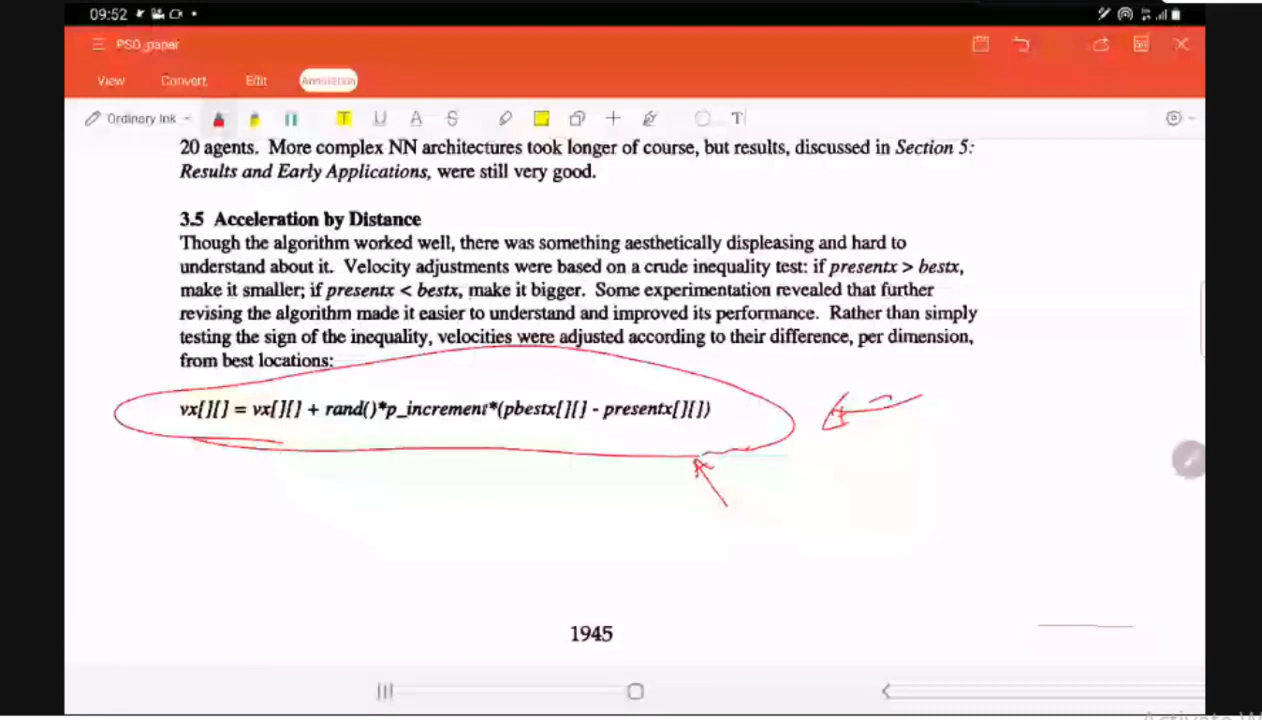 09:52
PSO_paper
View Convert Edit Annotation
Ordinary Ink
20 agents. More complex NN architectures took longer of course, but results, discussed in Section 5:
Results and Early Applications, were still very good.
3.5 Acceleration by Distance
Though the algorithm worked well, there was something aesthetically displeasing and hard to
understand about it. Velocity adjustments were based on a crude inequality test: if presentx > bestx,
make it smaller; if presentx < bestx, make it bigger. Some experimentation revealed that further
revising the algorithm made it easier to understand and improved its performance. Rather than simply
testing the sign of the inequality, velocities were adjusted according to their difference, per dimension,
from best locations:
vx[][] = vx[][] + rand()*p_increment*(pbestx[][] - presentx[][])
1945